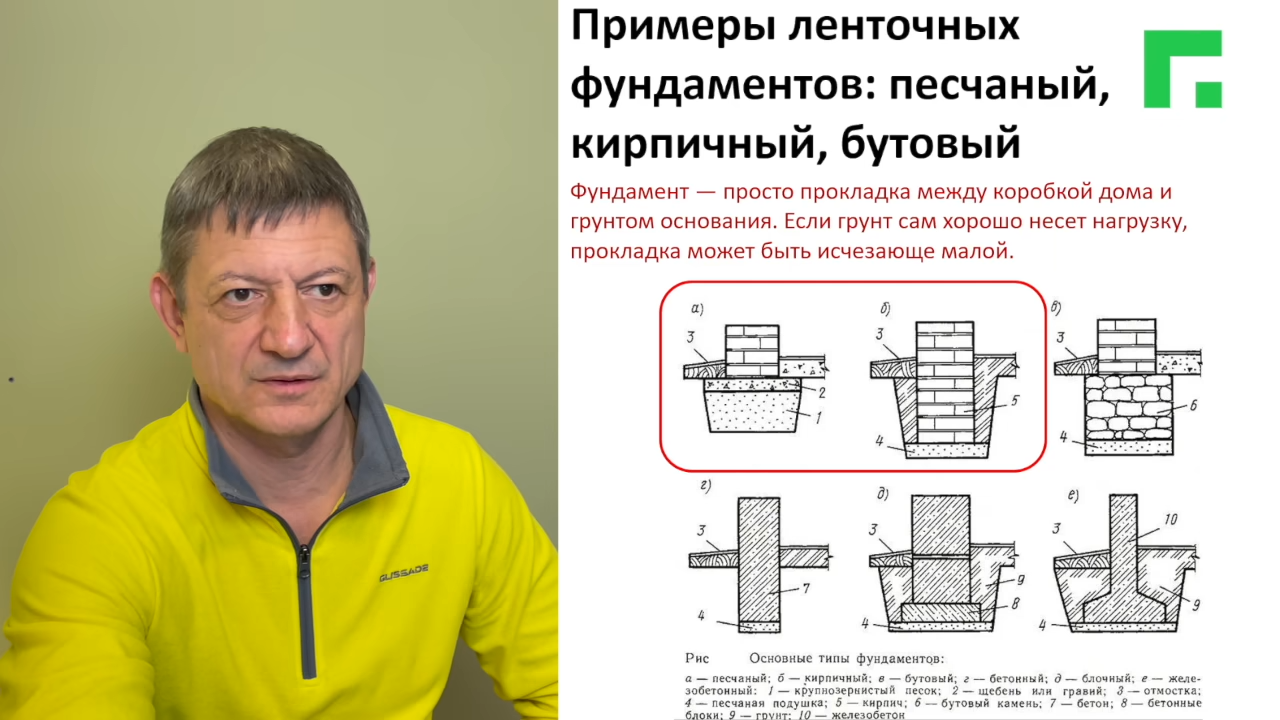 Примеры ленточных
фундаментов: песчаный,
кирпичный, бутовый
Фундамент — просто прокладка между коробкой дома и
грунтом основания. Если грунт сам хорошо несет нагрузку,
прокладка может быть исчезающе малой.
а) б) в)
3 3 3
2
1 5 6
4 4
г) д) е)
3 3 3 10
7 9 9
8
4 4 4
GLISSADE
Рис Основные типы фундаментов:
а — песчаный; б — кирпичный; в — бутовый; г — бетонный; д — блочный; е — желе-
зобетонный: 1 — крупнозернистый песок; 2 — щебень или гравий; 3 — отмостка;
4 — песчаная подушка; 5 — кирпич; 6 — бутовый камень; 7 — бетон; 8 — бетонные
блоки; 9 — грунт; 10 — железобетон